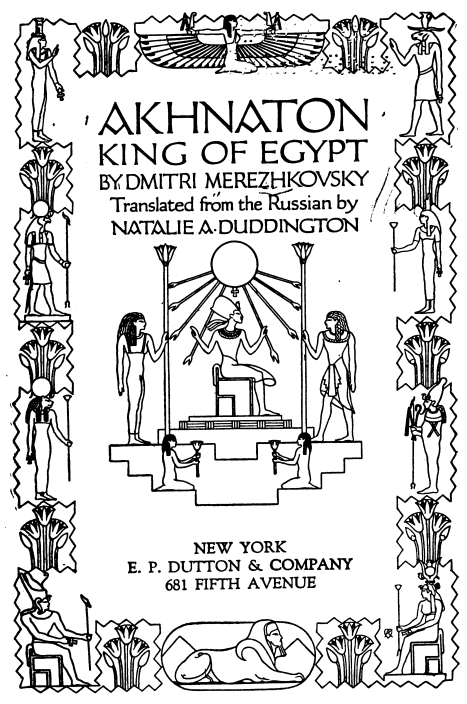 AKHNATON
KING OF EGYPT
BY DMITRI MEREZHKOVSKY
Translated from the Russian by
NATALIE A. DUDDINGTON
NEW YORK
E. P. DUTTON & COMPANY
681 FIFTH AVENUE